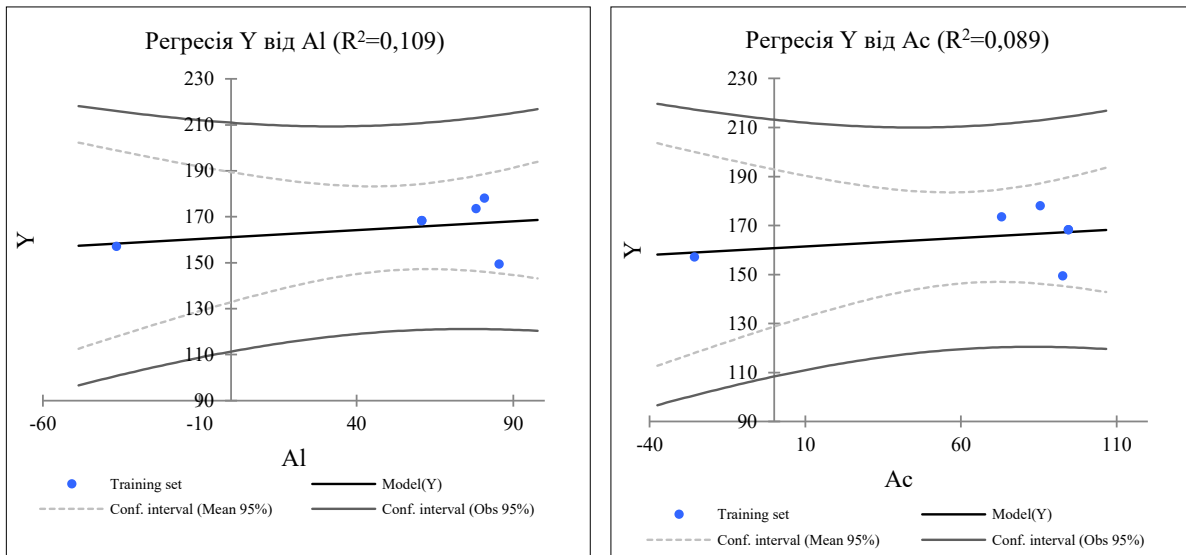 Регресія Y від Al (R²=0,109)
230
210
190
170
150
130
110
90
-60
-10
40
90
Y
Al
Training set
Model(Y)
Conf. interval (Mean 95%)
Conf. interval (Obs 95%)
Регресія Y від Ac (R²=0,089)
230
210
190
170
150
130
110
90
-40
10
60
110
Y
Ac
Training set
Model(Y)
Conf. interval (Mean 95%)
Conf. interval (Obs 95%)